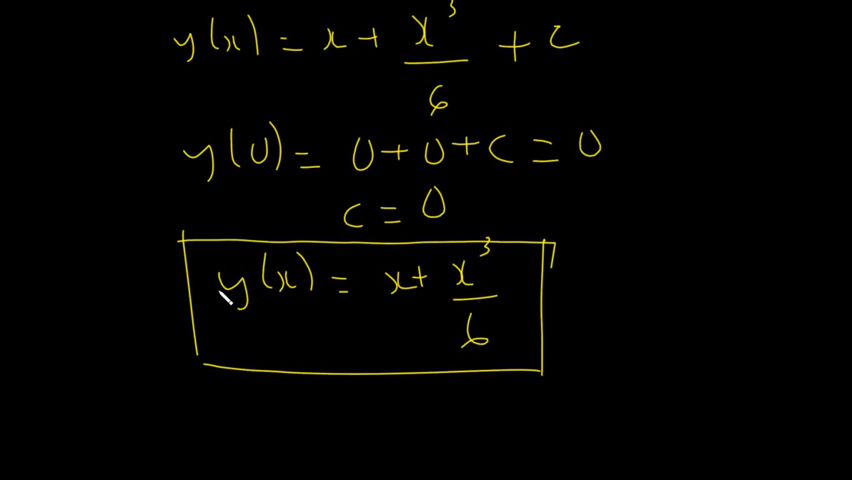 y(x) = x + x³/6 + c
y(0) = 0 + 0 + c = 0
c = 0
y(x) = x + x³/6